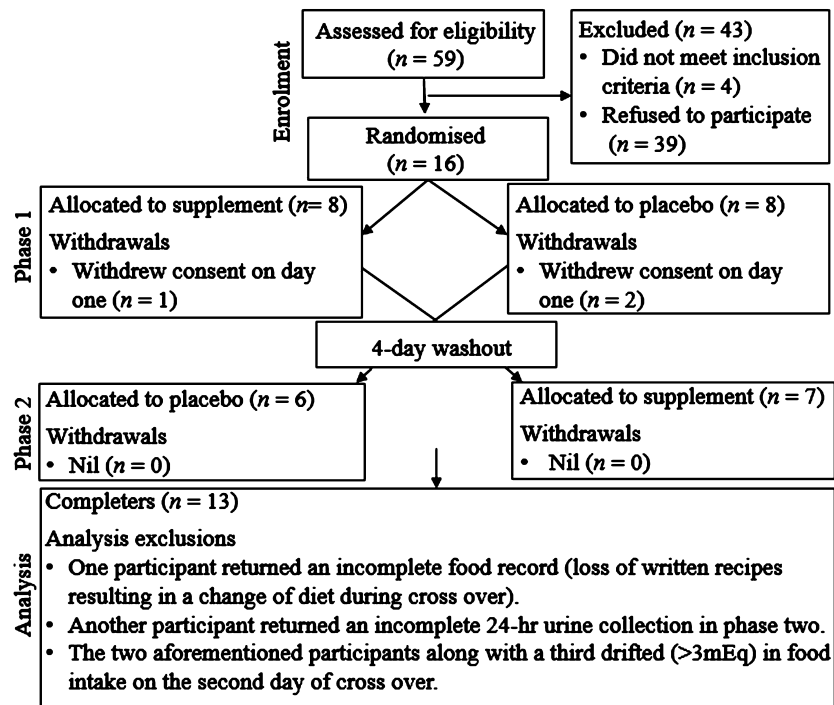 Enrolment
Assessed for eligibility
(n = 59)
Excluded (n = 43)
• Did not meet inclusion
criteria (n = 4)
• Refused to participate
(n = 39)
Randomised
(n = 16)
Phase 1
Allocated to supplement (n= 8)
Withdrawals
• Withdrew consent on day
one (n = 1)
Allocated to placebo (n = 8)
Withdrawals
• Withdrew consent on day
one (n = 2)
4-day washout
Phase 2
Allocated to placebo (n = 6)
Withdrawals
• Nil (n = 0)
Allocated to supplement (n = 7)
Withdrawals
• Nil (n = 0)
Analysis
Completers (n = 13)
Analysis exclusions
• One participant returned an incomplete food record (loss of written recipes
resulting in a change of diet during cross over).
• Another participant returned an incomplete 24-hr urine collection in phase two.
• The two aforementioned participants along with a third drifted (>3mEq) in food
intake on the second day of cross over.